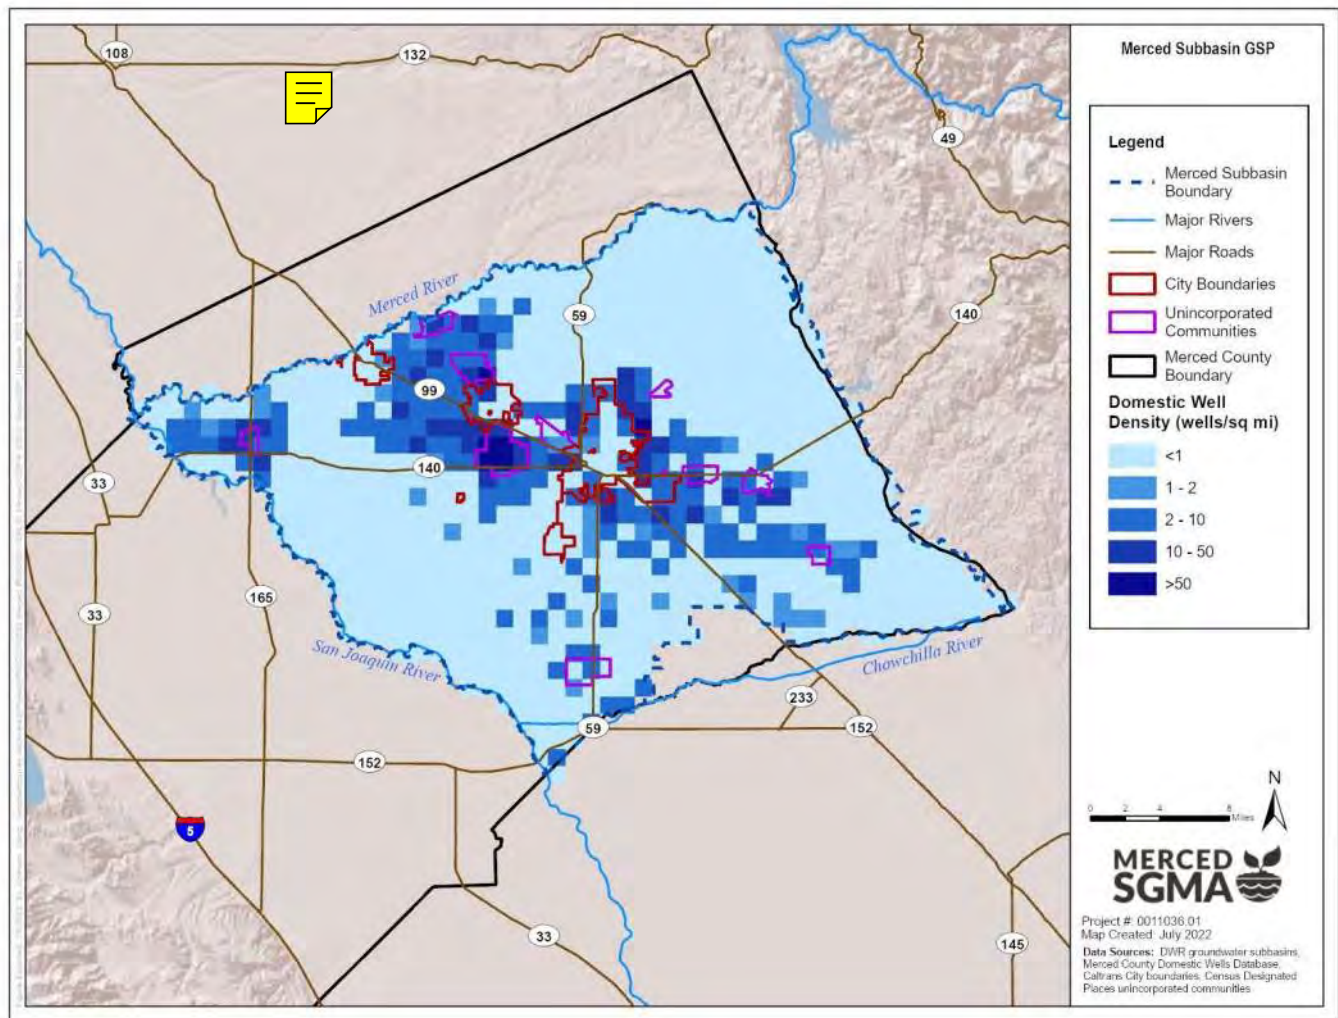 Merced Subbasin GSP
108
132
49
Merced River
59
140
99
140
33
33
165
San Joaquin River
Chowchilla River
233
59
152
152
5
33
145
Legend
Merced Subbasin
Boundary
Major Rivers
Major Roads
City Boundaries
Unincorporated
Communities
Merced County
Boundary
Domestic Well
Density (wells/sq mi)
<1
1 - 2
2 - 10
10 - 50
>50
N
0 2 4 8 Miles
MERCED
SGMA
Project #: 0011036.01
Map Created: July 2022
Data Sources: DWR groundwater subbasins,
Merced County Domestic Wells Database,
Caltrans City boundaries, Census Designated
Places unincorporated communities